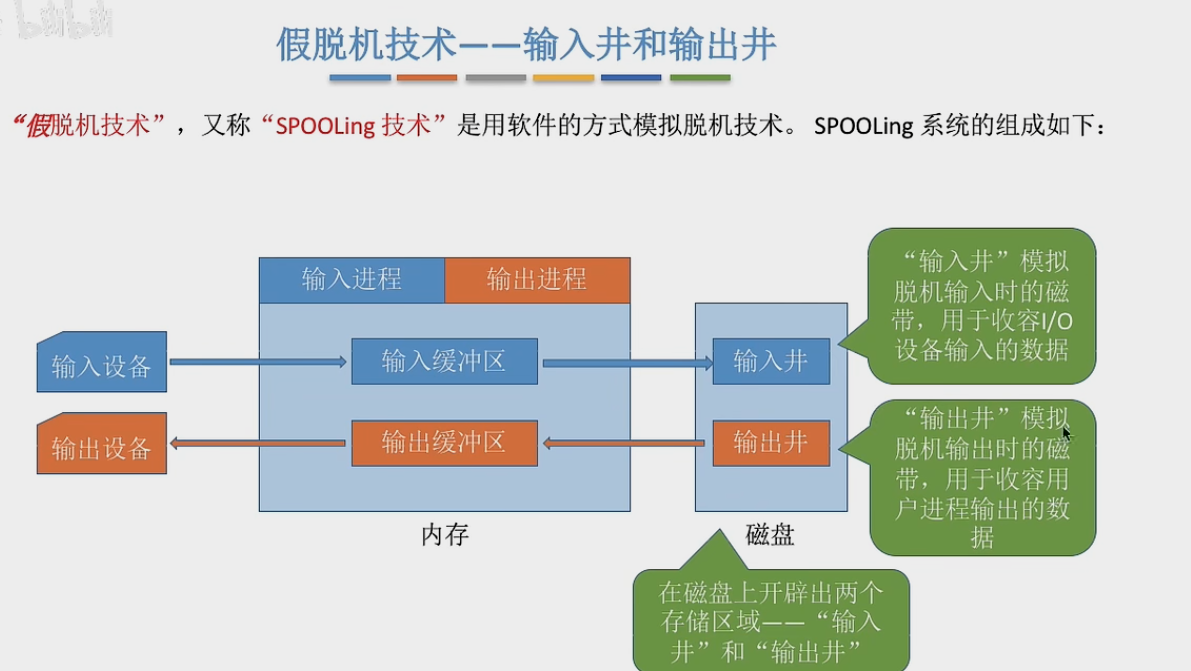 bilibili
假脱机技术——输入井和输出井
“假脱机技术”，又称“SPOOLing 技术”是用软件的方式模拟脱机技术。 SPOOLing 系统的组成如下：
输入进程 输出进程
“输入井”模拟
脱机输入时的磁
带，用于收容I/O
设备输入的数据
输入设备 输入缓冲区 输入井
输出设备 输出缓冲区 输出井
“输出井”模拟
脱机输出时的磁
带，用于收容用
户进程输出的数
据
内存 磁盘
在磁盘上开辟出两个
存储区域——“输入
井”和“输出井”